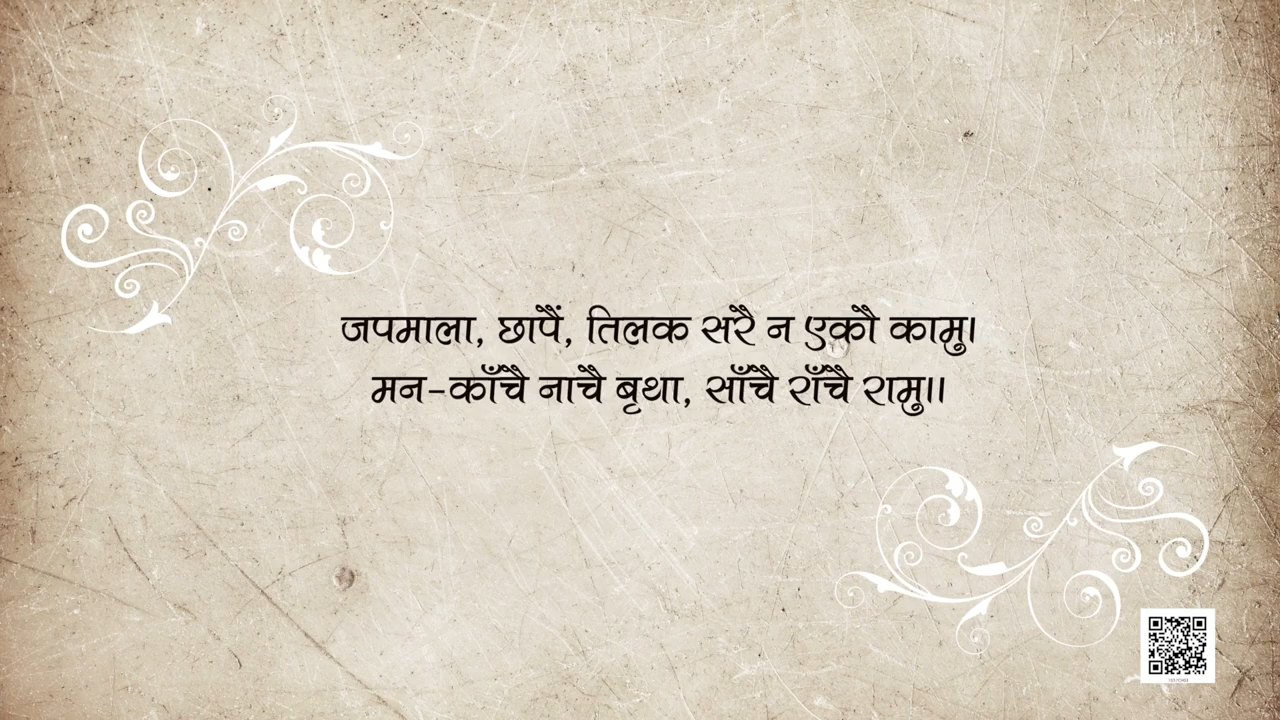 जपमाला, छापैं, तिलक सरै न एकौ कामु।
मन-काँचै नाचै बृथा, साँचै राँचै रामु।।